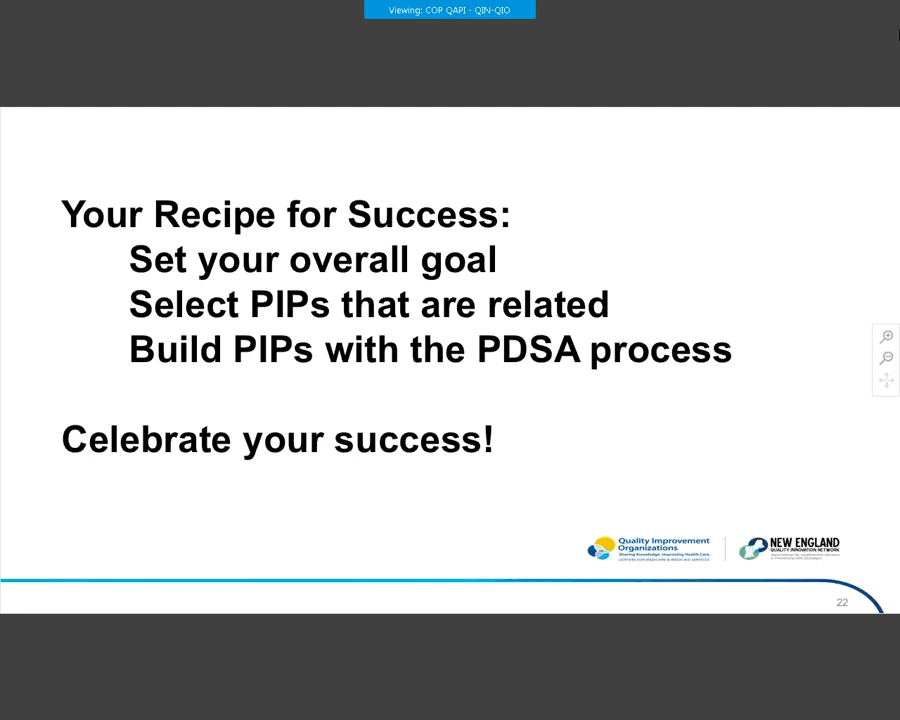 Viewing: COP QAPI - QIN-QIO
Your Recipe for Success:
Set your overall goal
Select PIPs that are related
Build PIPs with the PDSA process
Celebrate your success!
Quality Improvement
Organizations
Sharing Knowledge. Improving Health Care.
CENTERS FOR MEDICARE & MEDICAID SERVICES
NEW ENGLAND
QUALITY INNOVATION NETWORK
22